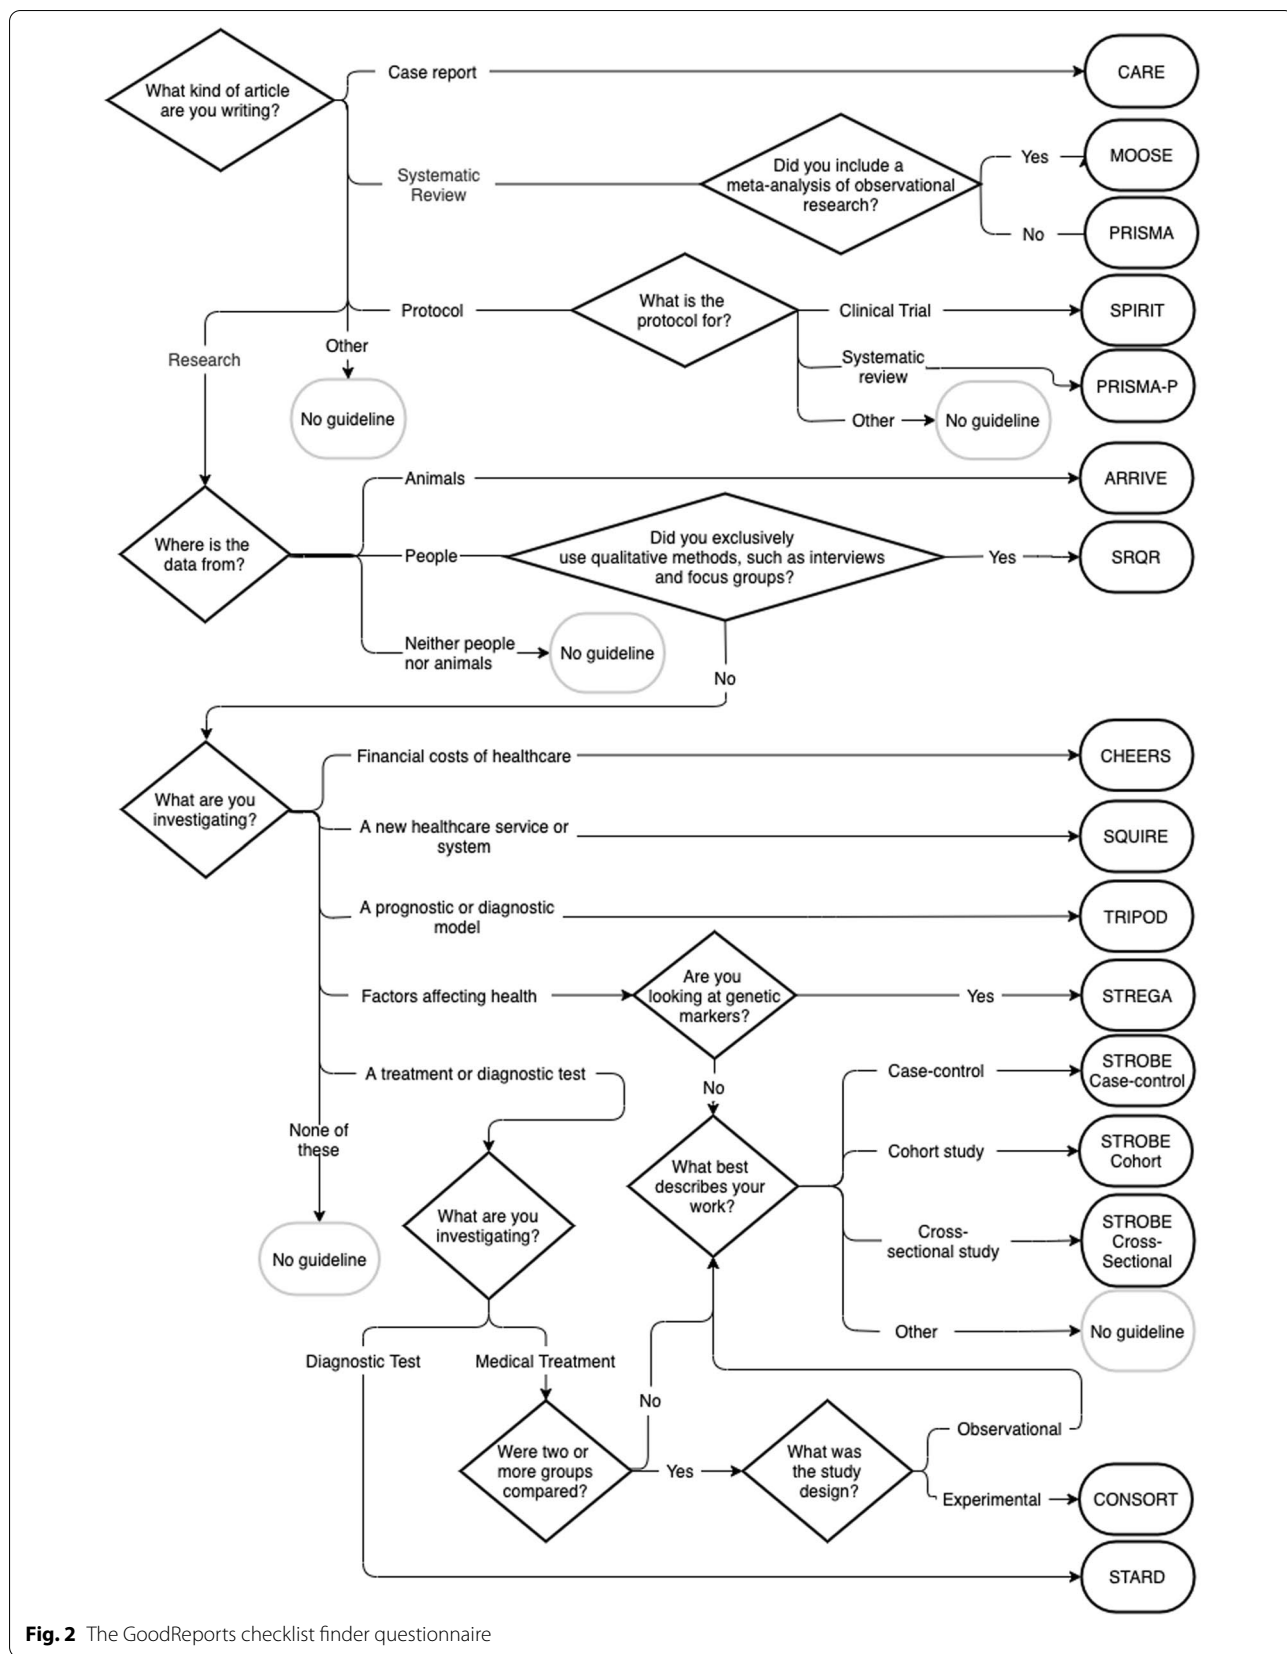 What kind of article
are you writing?
Case report
CARE
Systematic
Review
Did you include a
meta-analysis of observational
research?
Yes
MOOSE
No
PRISMA
Protocol
What is the
protocol for?
Clinical Trial
SPIRIT
Systematic
review
PRISMA-P
Other
No guideline
Research
Other
No guideline
Where is the
data from?
Animals
ARRIVE
People
Did you exclusively
use qualitative methods, such as interviews
and focus groups?
Yes
SRQR
Neither people
nor animals
No guideline
No
What are you
investigating?
Financial costs of healthcare
CHEERS
A new healthcare service or
system
SQUIRE
A prognostic or diagnostic
model
TRIPOD
Factors affecting health
Are you
looking at genetic
markers?
Yes
STREGA
A treatment or diagnostic test
No
None of
these
No guideline
What are you
investigating?
What best
describes your
work?
Case-control
STROBE
Case-control
Cohort study
STROBE
Cohort
Cross-
sectional study
STROBE
Cross-
Sectional
Other
No guideline
Diagnostic Test
Medical Treatment
No
Were two or
more groups
compared?
Yes
What was
the study
design?
Observational
Experimental
CONSORT
STARD
Fig. 2 The GoodReports checklist finder questionnaire